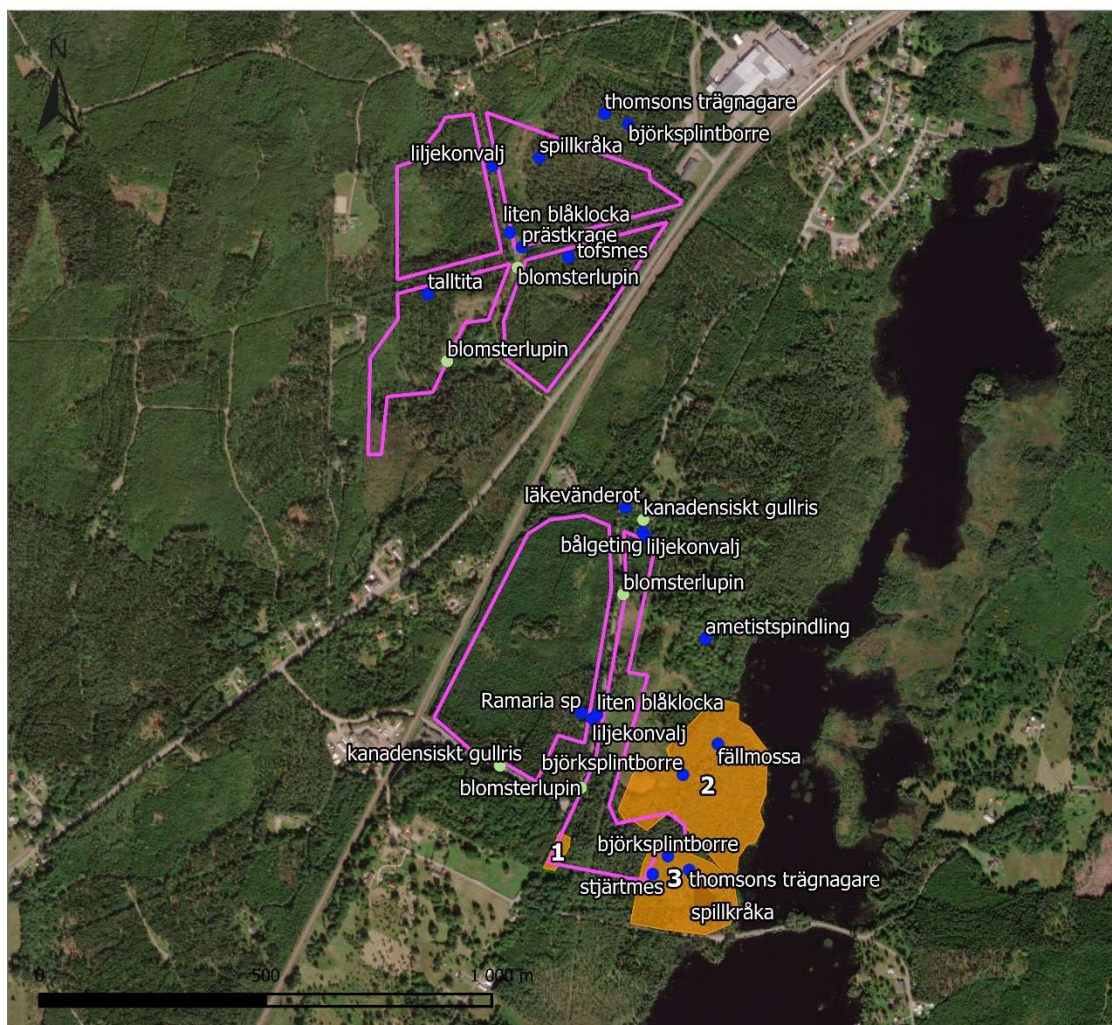 N
thomsons trägnagare
björksplintborre
spillkråka
liljekonvalj
liten blåklocka
prästkrage
tofsmes
blomsterlupin
talltita
blomsterlupin
läkevänderot
kanadensiskt gullris
bålgeting
liljekonvalj
blomsterlupin
ametistspindling
Ramaria sp
liten blåklocka
liljekonvalj
fällmossa
björksplintborre
kanadensiskt gullris
2
blomsterlupin
björksplintborre
1
3
thomsons trägnagare
stjärtmes
spillkråka
0 500 1 000 m